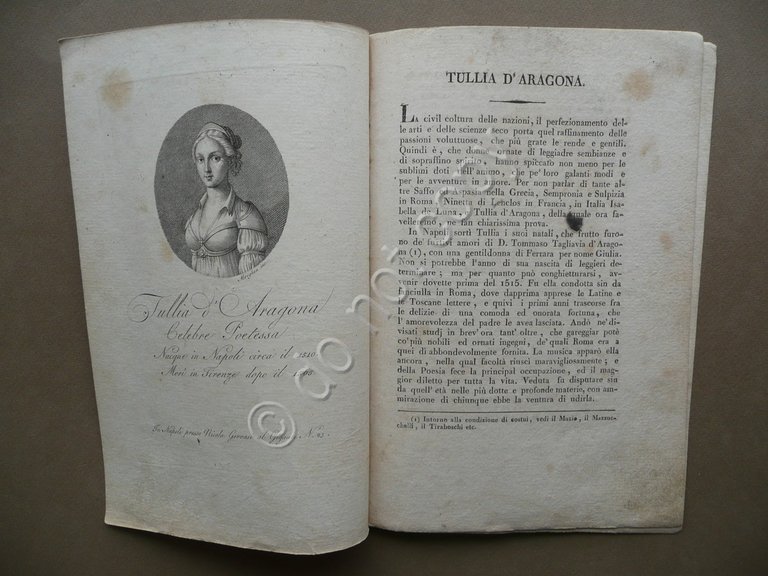 Tullia d'Aragona
Celebre Poetessa
Nacque in Napoli circa il 1510
Morì in Firenze dopo il
In Napoli presso Nicola Gervasi al Gigante N. 23
TULLIA D'ARAGONA.
LA civil coltura delle nazioni, il perfezionamento del-
le arti e delle scienze seco porta quel raffinamento delle
passioni voluttuose, che più grate le rende e gentili.
Quindi è, che donne ornate di leggiadre sembianze e
di sopraffino spirito, hanno spiccato non meno per le
sublimi doti dell'animo, che pe' loro galanti modi e
per le avventure in amore. Per non parlar di tante al-
tre Saffo ed Aspasia nella Grecia, Sempronia e Sulpizia
in Roma, Ninetta di Lenclos in Francia, in Italia Isa-
bella de Luna, e Tullia d'Aragona, della quale ora fa-
vellerèmo, ne fan chiarissima prova.
In Napoli sortì Tullia i suoi natali, che frutto furo-
no de' furtivi amori di D. Tommaso Tagliavia d'Arago-
na (1), con una gentildonna di Ferrara per nome Giulia.
Non si potrebbe l'anno di sua nascita di leggieri de-
terminare; ma per quanto può conghietturarsi, av-
venir dovette prima del 1515. Fu ella condotta sin da
fanciulla in Roma, dove dapprima apprese le Latine e
le Toscane lettere, e quivi i primi anni trascorse fra
le delizie di una comoda ed onorata fortuna, che
l'amorevolezza del padre le avea lasciata. Andò ne' di-
visati studj in brev'ora tant'oltre, che gareggiar potè
co' più nobili ed ornati ingegni, de' quali Roma era
a quei dì abbondevolmente fornita. La musica apparò ella
ancora, nella qual facoltà riuscì maravigliosamente; e
della Poesia fece la principal occupazione, ed il mag-
gior diletto per tutta la vita. Veduta fu disputar sin
da quell'età nelle più dotte e profonde materie, con am-
mirazione di chiunque ebbe la ventura di udirla.
(1) Intorno alla condizione di costui, vedi il Mazio, il Mazzuc-
chelli, il Tiraboschi etc.
© do not copy